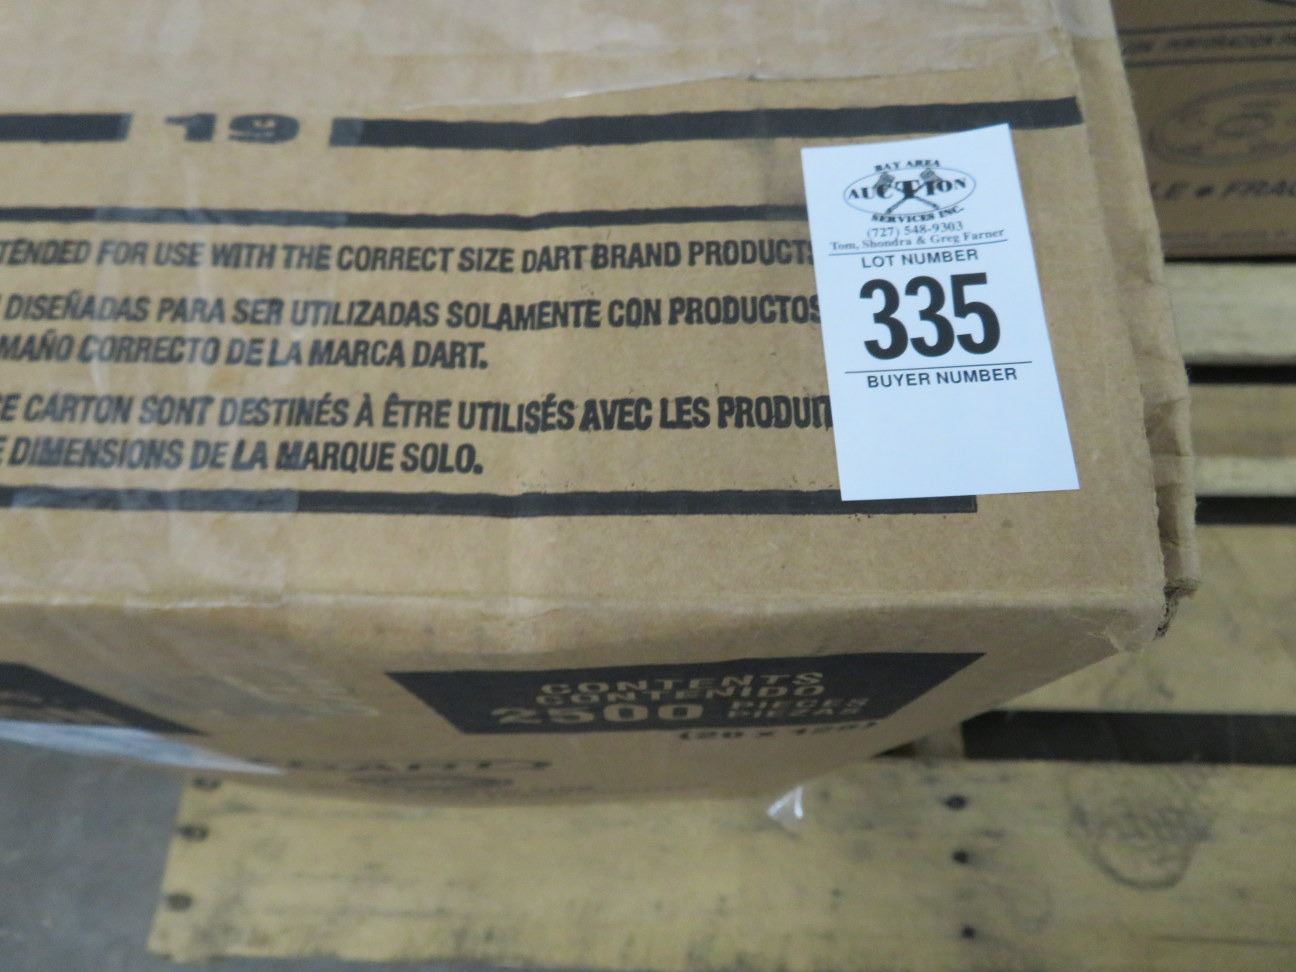 19
TENDED FOR USE WITH THE CORRECT SIZE DART BRAND PRODUCTS
DISEÑADAS PARA SER UTILIZADAS SOLAMENTE CON PRODUCTOS
MAÑO CORRECTO DE LA MARCA DART.
CE CARTON SONT DESTINÉS À ÊTRE UTILISÉS AVEC LES PRODUIT
DIMENSIONS DE LA MARQUE SOLO.
BAY AREA
AUCTION
SERVICES INC.
(727) 548-9303
Tom, Shondra & Greg Farner
LOT NUMBER
335
BUYER NUMBER
CONTENTS
CONTENIDO
2500 PIECES
PIEZAS
DART
LE • FRAG